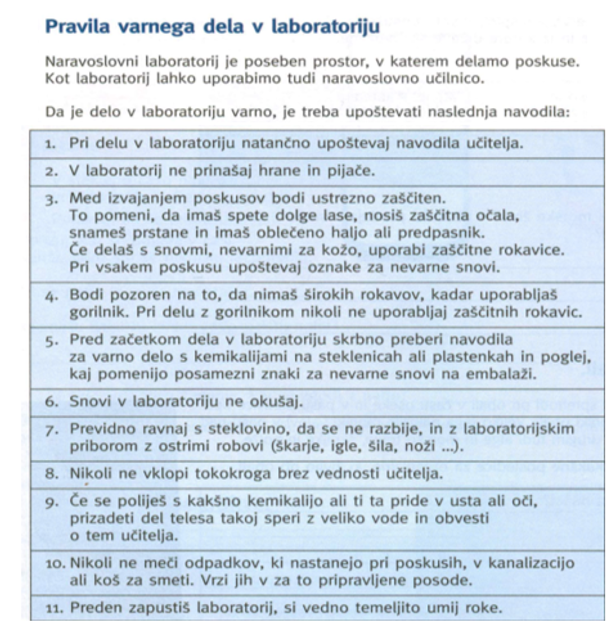 Pravila varnega dela v laboratoriju
Naravoslovni laboratorij je poseben prostor, v katerem delamo poskuse.
Kot laboratorij lahko uporabimo tudi naravoslovno učilnico.
Da je delo v laboratoriju varno, je treba upoštevati naslednja navodila:
1. Pri delu v laboratoriju natančno upoštevaj navodila učitelja.
2. V laboratorij ne prinašaj hrane in pijače.
3. Med izvajanjem poskusov bodi ustrezno zaščiten.
To pomeni, da imaš spete dolge lase, nosiš zaščitna očala,
snameš prstane in imaš oblečeno haljo ali predpasnik.
Če delaš s snovmi, nevarnimi za kožo, uporabi zaščitne rokavice.
Pri vsakem poskusu upoštevaj oznake za nevarne snovi.
4. Bodi pozoren na to, da nimaš širokih rokavov, kadar uporabljaš
gorilnik. Pri delu z gorilnikom nikoli ne uporabljaj zaščitnih rokavic.
5. Pred začetkom dela v laboratoriju skrbno preberi navodila
za varno delo s kemikalijami na steklenicah ali plastenkah in poglej,
kaj pomenijo posamezni znaki za nevarne snovi na embalaži.
6. Snovi v laboratoriju ne okušaj.
7. Previdno ravnaj s steklovino, da se ne razbije, in z laboratorijskim
priborom z ostrimi robovi (škarje, igle, šila, noži ...).
8. Nikoli ne vklopi tokokroga brez vednosti učitelja.
9. Če se poliješ s kakšno kemikalijo ali ti ta pride v usta ali oči,
prizadeti del telesa takoj speri z veliko vode in obvesti
o tem učitelja.
10. Nikoli ne meči odpadkov, ki nastanejo pri poskusih, v kanalizacijo
ali koš za smeti. Vrzi jih v za to pripravljene posode.
11. Preden zapustiš laboratorij, si vedno temeljito umij roke.